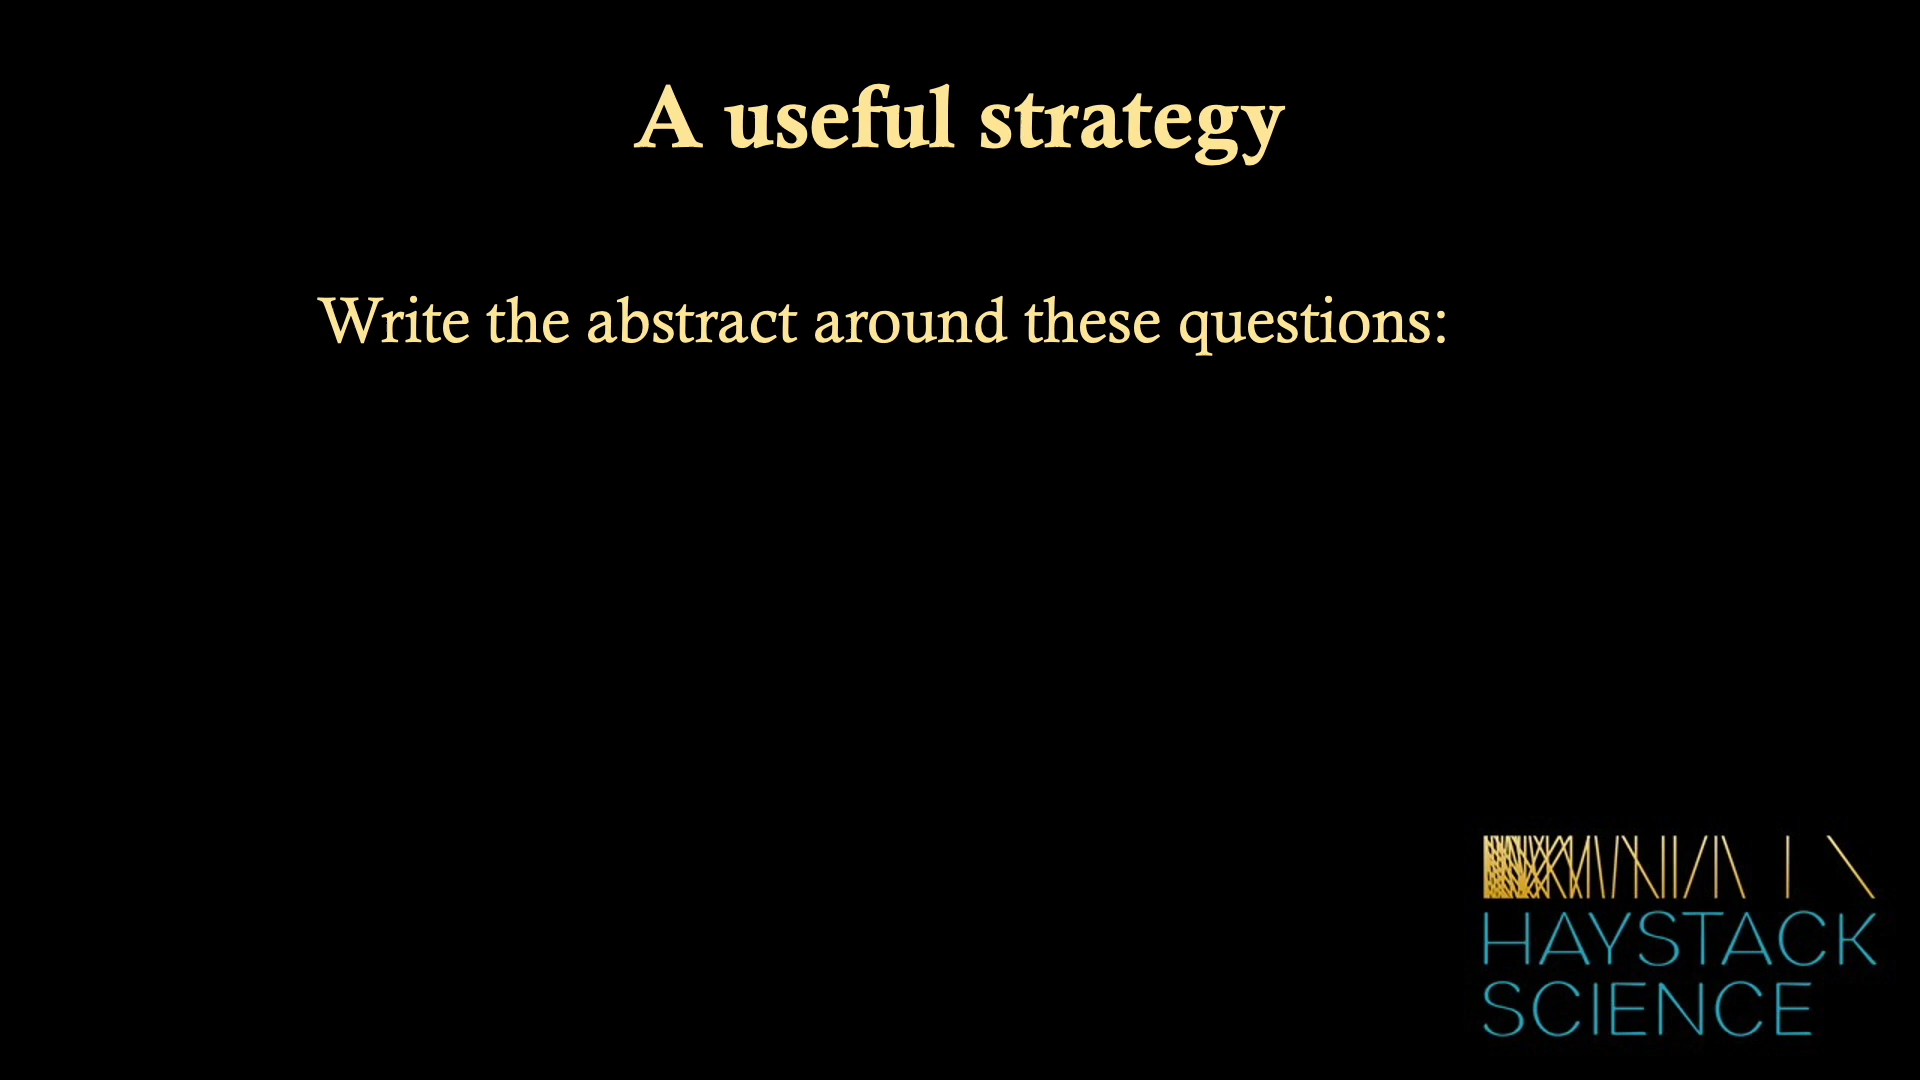 A useful strategy
Write the abstract around these questions:
HAYSTACK
SCIENCE